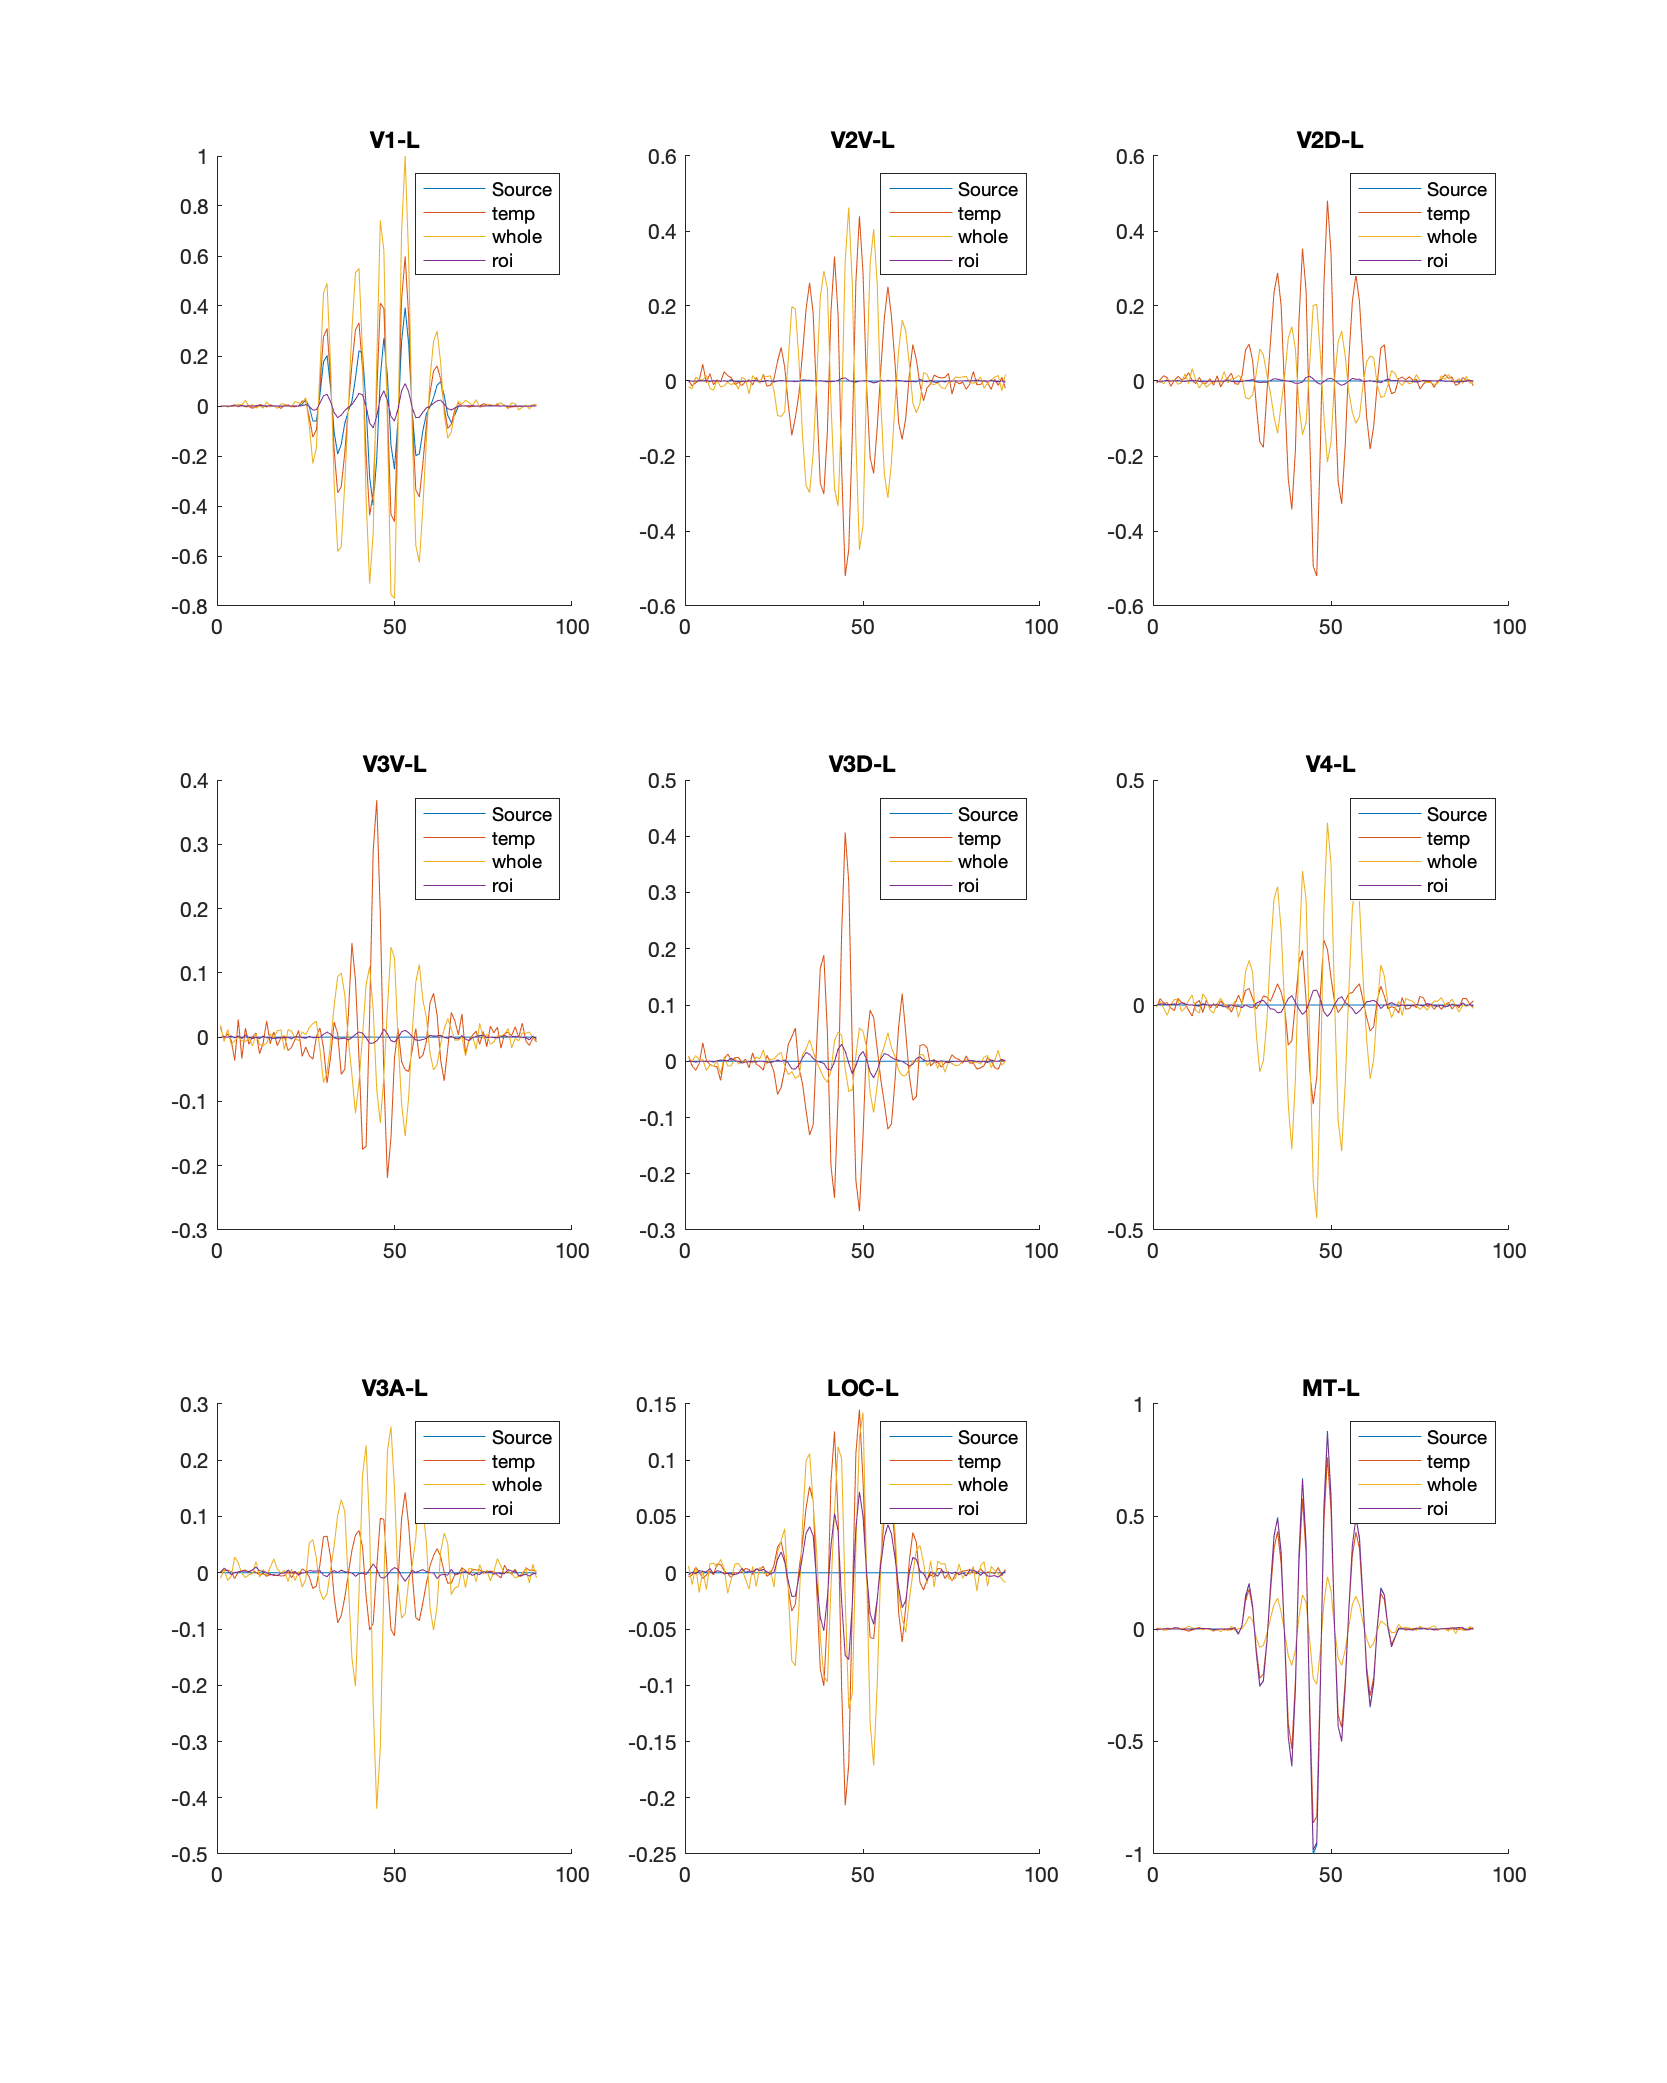 V1-L
V2V-L
V2D-L
1
0.8
0.6
0.4
0.2
0
-0.2
-0.4
-0.6
-0.8
0
50
100
Source
temp
whole
roi
0.6
0.4
0.2
0
-0.2
-0.4
-0.6
0
50
100
Source
temp
whole
roi
0.6
0.4
0.2
0
-0.2
-0.4
-0.6
0
50
100
Source
temp
whole
roi
V3V-L
V3D-L
V4-L
0.4
0.3
0.2
0.1
0
-0.1
-0.2
-0.3
0
50
100
Source
temp
whole
roi
0.5
0.4
0.3
0.2
0.1
0
-0.1
-0.2
-0.3
0
50
100
Source
temp
whole
roi
0.5
0
-0.5
0
50
100
Source
temp
whole
roi
V3A-L
LOC-L
MT-L
0.3
0.2
0.1
0
-0.1
-0.2
-0.3
-0.4
-0.5
0
50
100
Source
temp
whole
roi
0.15
0.1
0.05
0
-0.05
-0.1
-0.15
-0.2
-0.25
0
50
100
Source
temp
whole
roi
1
0.5
0
-0.5
-1
0
50
100
Source
temp
whole
roi